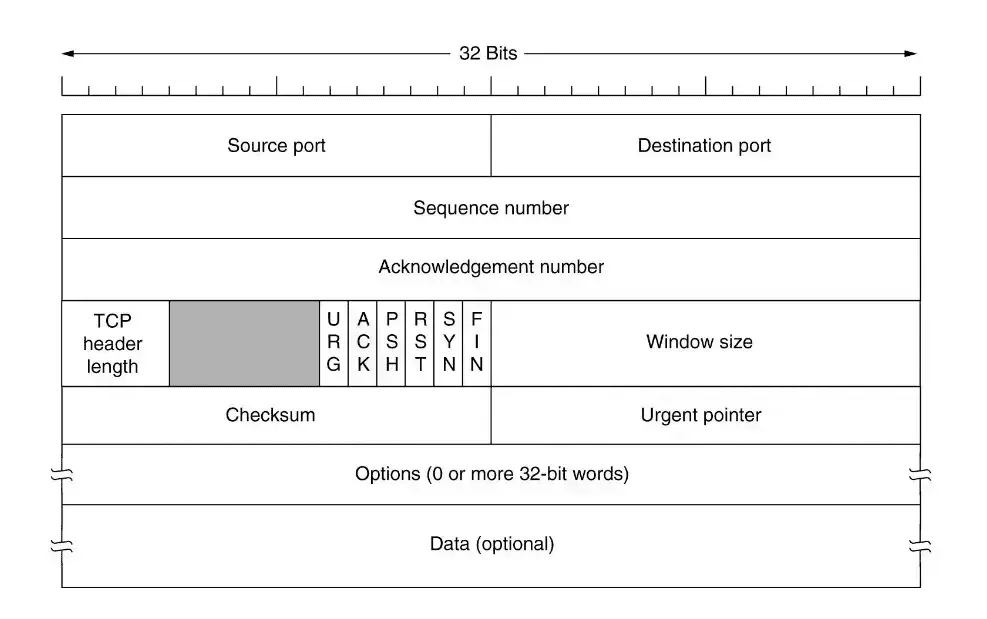 32 Bits
Source port
Destination port
Sequence number
Acknowledgement number
TCP
header
length
URG
ACK
PSH
RST
SYN
FIN
Window size
Checksum
Urgent pointer
Options (0 or more 32-bit words)
Data (optional)